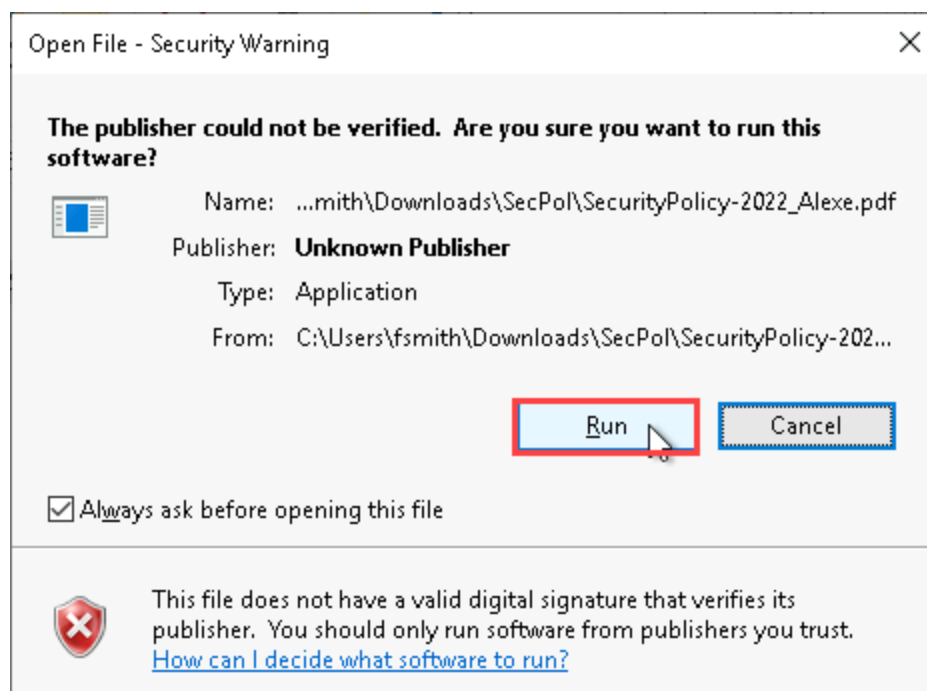 Open File - Security Warning
The publisher could not be verified. Are you sure you want to run this
software?
Name: ...mith\Downloads\SecPol\SecurityPolicy-2022_Alexe.pdf
Publisher: Unknown Publisher
Type: Application
From: C:\Users\fsmith\Downloads\SecPol\SecurityPolicy-202...
Run Cancel
Always ask before opening this file
This file does not have a valid digital signature that verifies its
publisher. You should only run software from publishers you trust.
How can I decide what software to run?